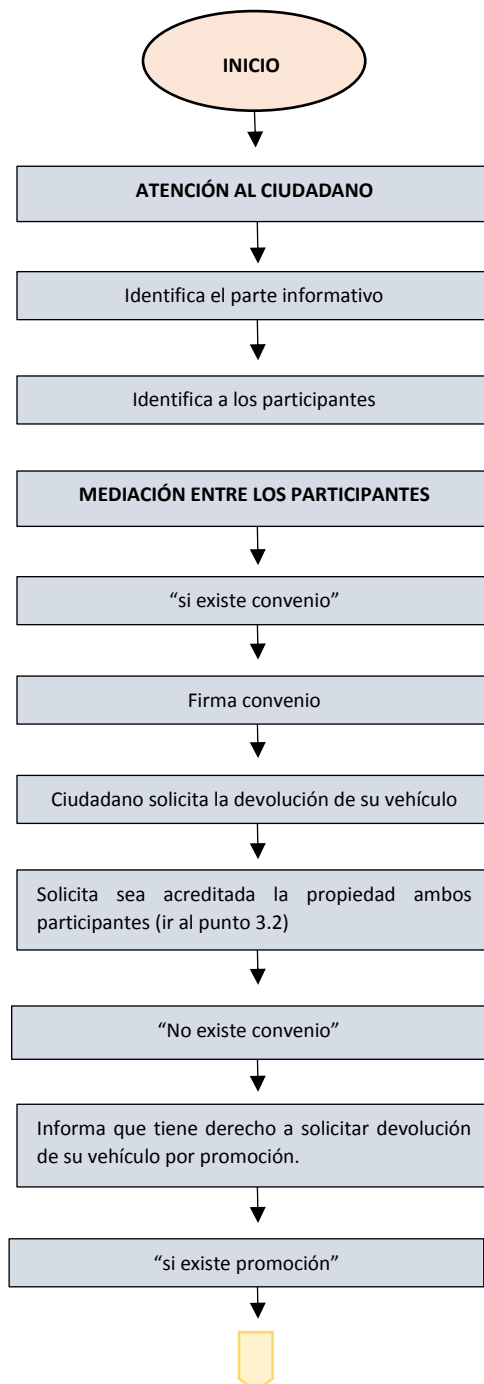 INICIO
ATENCIÓN AL CIUDADANO
Identifica el parte informativo
Identifica a los participantes
MEDIACIÓN ENTRE LOS PARTICIPANTES
“si existe convenio”
Firma convenio
Ciudadano solicita la devolución de su vehículo
Solicita sea acreditada la propiedad ambos
participantes (ir al punto 3.2)
“No existe convenio”
Informa que tiene derecho a solicitar devolución
de su vehículo por promoción.
“si existe promoción”